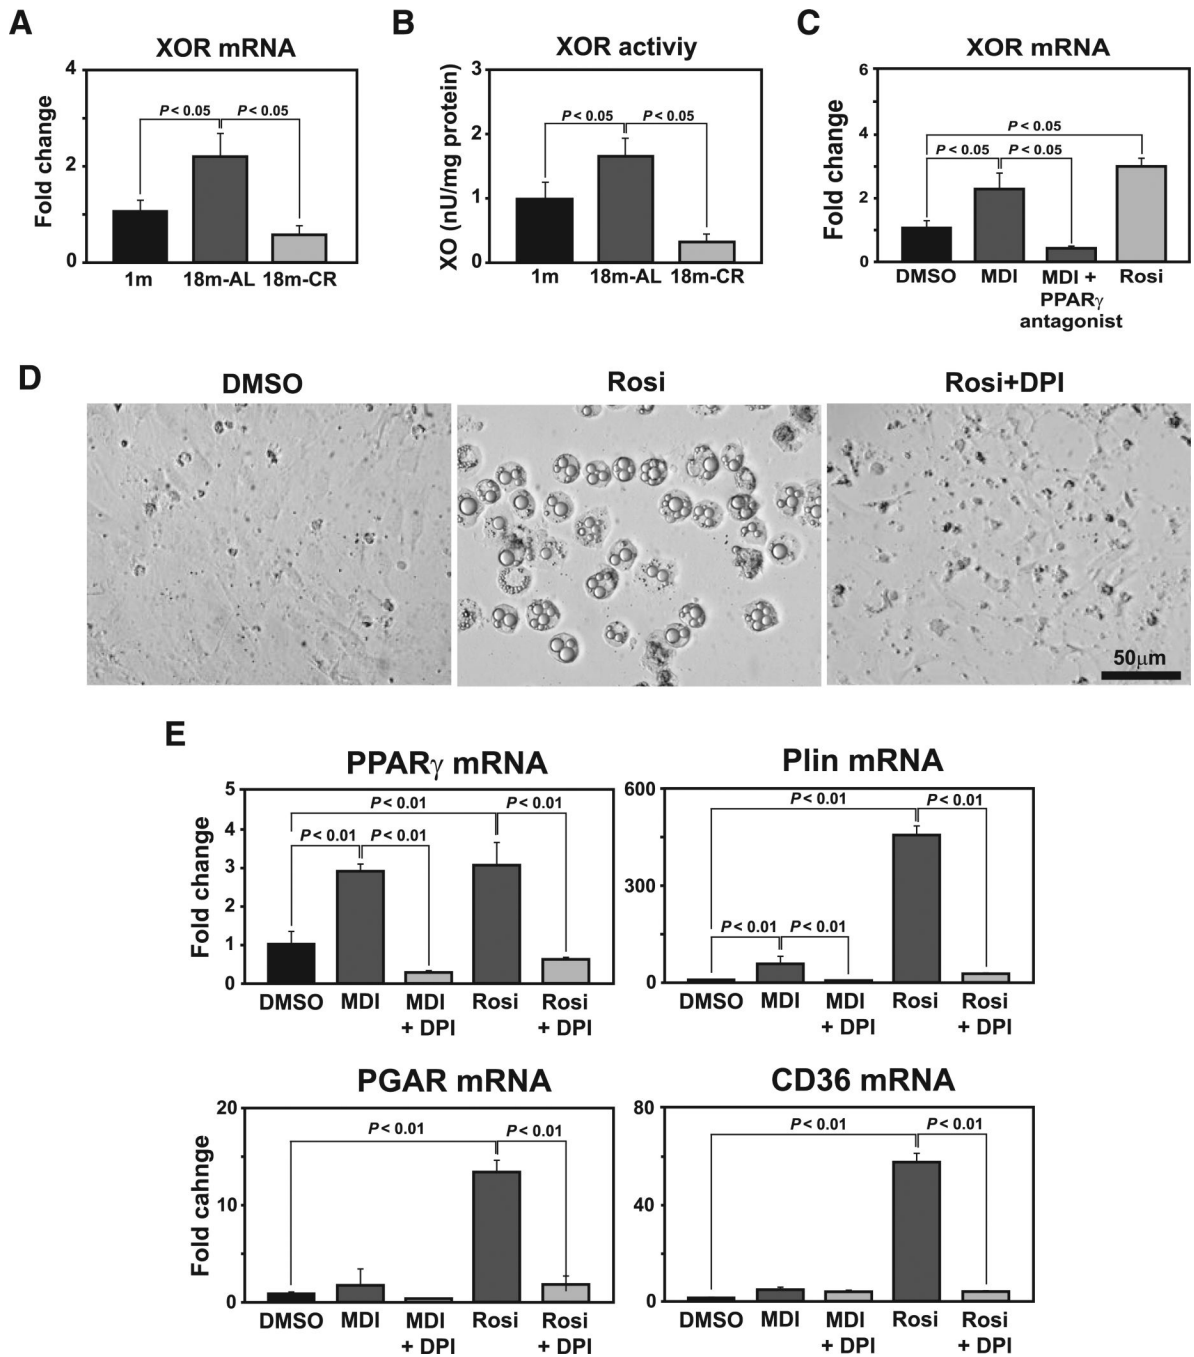 A
XOR mRNA
4
2
0
Fold change
P < 0.05
P < 0.05
1m
18m-AL
18m-CR
B
XOR activiy
3
2
1
0
XO (nU/mg protein)
P < 0.05
P < 0.05
1m
18m-AL
18m-CR
C
XOR mRNA
6
4
2
0
Fold change
P < 0.05
P < 0.05
P < 0.05
DMSO
MDI
MDI +
PPARγ
antagonist
Rosi
D
DMSO
Rosi
Rosi+DPI
50μm
E
PPARγ mRNA
5
4
3
2
1
0
Fold change
P < 0.01
P < 0.01
P < 0.01
P < 0.01
DMSO
MDI
MDI
+ DPI
Rosi
Rosi
+ DPI
Plin mRNA
600
300
0
P < 0.01
P < 0.01
P < 0.01
P < 0.01
DMSO
MDI
MDI
+ DPI
Rosi
Rosi
+ DPI
PGAR mRNA
20
10
0
Fold cahnge
P < 0.01
P < 0.01
DMSO
MDI
MDI
+ DPI
Rosi
Rosi
+ DPI
CD36 mRNA
80
40
0
P < 0.01
P < 0.01
DMSO
MDI
MDI
+ DPI
Rosi
Rosi
+ DPI